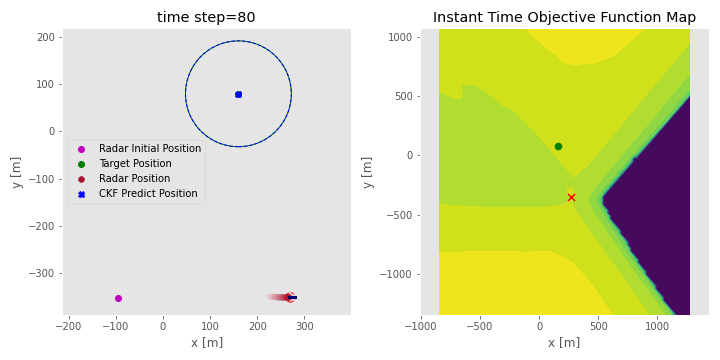 time step=80
200
100
0
−100
−200
−300
y [m]
Radar Initial Position
Target Position
Radar Position
CKF Predict Position
−200 −100 0 100 200 300
x [m]
Instant Time Objective Function Map
1000
500
0
−500
−1000
y [m]
−1000 −500 0 500 1000
x [m]